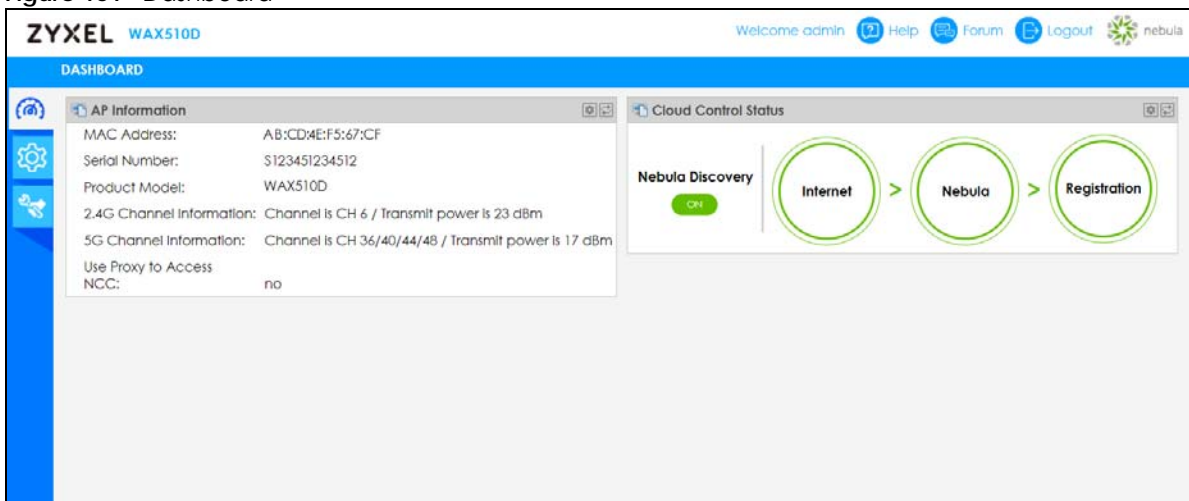 ZYXEL WAX510D
Welcome admin Help Forum Logout nebula
DASHBOARD
AP Information
MAC Address: AB:CD:4E:F5:67:CF
Serial Number: S123451234512
Product Model: WAX510D
2.4G Channel Information: Channel is CH 6 / Transmit power is 23 dBm
5G Channel Information: Channel is CH 36/40/44/48 / Transmit power is 17 dBm
Use Proxy to Access
NCC: no
Cloud Control Status
Nebula Discovery
ON
Internet > Nebula > Registration